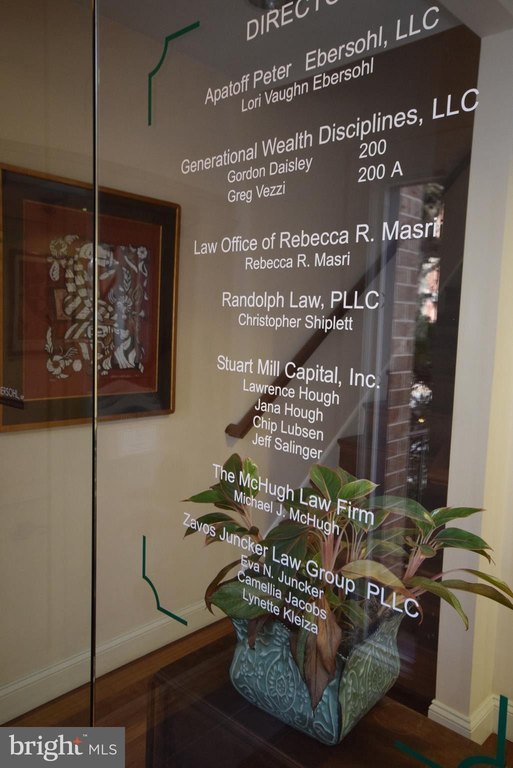 Apatoff Peter Ebersohl, LLC
Lori Vaughn Ebersohl
Generational Wealth Disciplines, LLC
Gordon Daisley 200
Greg Vezzi 200 A
Law Office of Rebecca R. Masri
Rebecca R. Masri
Randolph Law, PLLC
Christopher Shiplett
Stuart Mill Capital, Inc.
Lawrence Hough
Jana Hough
Chip Lubsen
Jeff Salinger
The McHugh Law Firm
Michael J. McHugh
Zavos Juncker Law Group PLLC
Eva N. Juncker
Camellia Jacobs
Lynette Kleiza
bright MLS